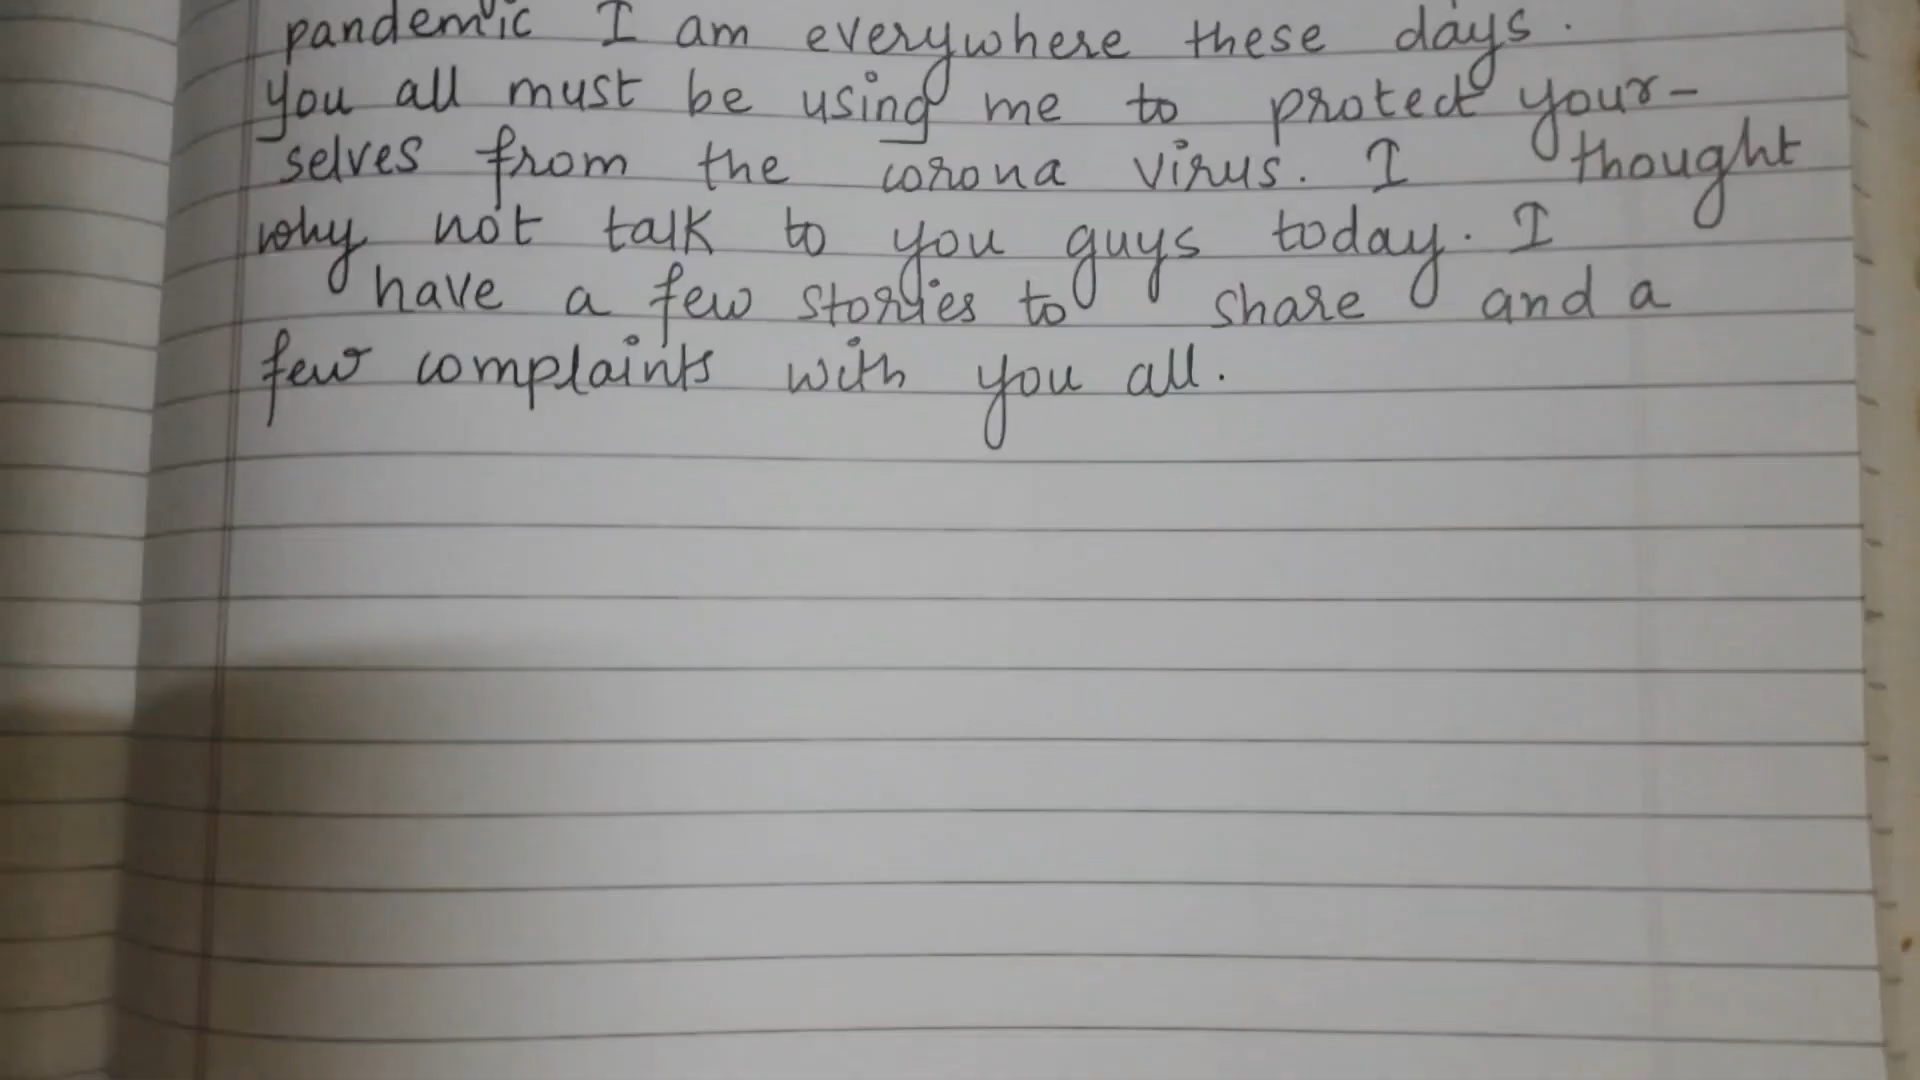 pandemic I am everywhere these days.
you all must be using me to protect your-
selves from the corona virus. I thought
why not talk to you guys today. I
have a few stories to share and a
few complaints with you all.